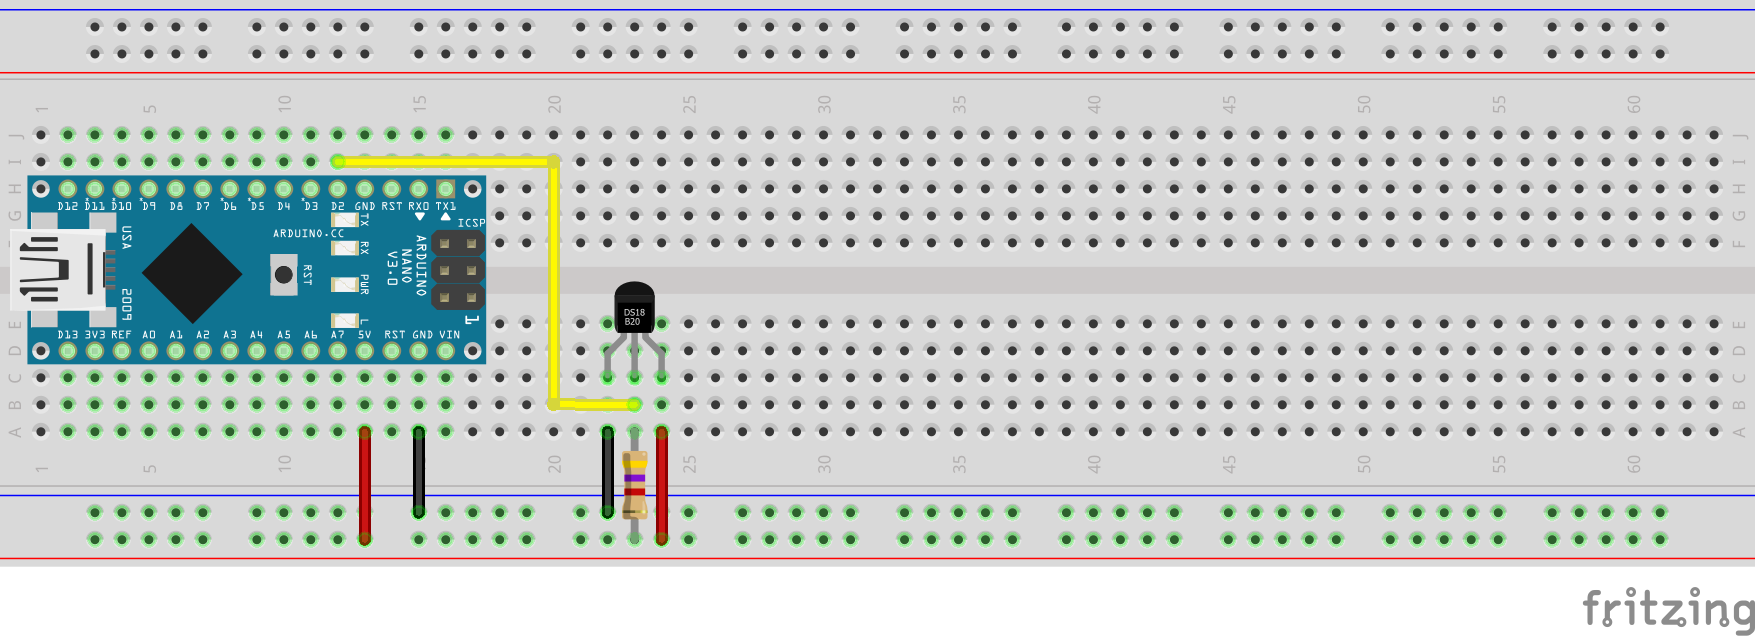 1 5 10 15 20 25 30 35 40 45 50 55 60
J J
I I
H H
D12 D11 D10 D9 D8 D7 D6 D5 D4 D3 D2 GND RST RX0 TX1
G G
TX
ICSP
USA
ARDUINO.CC
F
RX
ARDUINO
NANO
V3.0
RST
PWR
2009
L
1
DS18
B20
E E
D13 3V3 REF A0 A1 A2 A3 A4 A5 A6 A7 5V RST GND VIN
D D
C C
B B
A A
1 5 10 15 20 25 30 35 40 45 50 55 60
fritzing